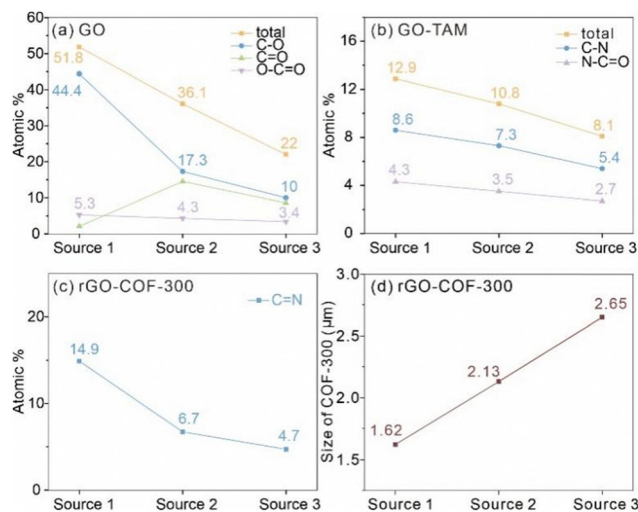 (a) GO
total
C-O
C=O
O-C=O
Atomic %
60
50
40
30
20
10
0
51.8
44.4
36.1
22
17.3
10
5.3
4.3
3.4
Source 1 Source 2 Source 3
(b) GO-TAM
total
C-N
N-C=O
Atomic %
16
12
8
4
0
12.9
10.8
8.1
8.6
7.3
5.4
4.3
3.5
2.7
Source 1 Source 2 Source 3
(c) rGO-COF-300
C=N
Atomic %
20
10
0
14.9
6.7
4.7
Source 1 Source 2 Source 3
(d) rGO-COF-300
Size of COF-300 (μm)
3.0
2.5
2.0
1.5
1.62
2.13
2.65
Source 1 Source 2 Source 3